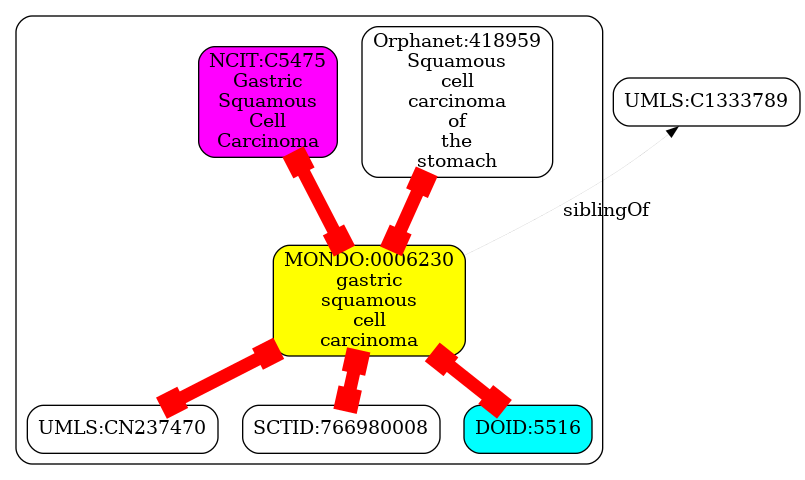 NCIT:C5475
Gastric
Squamous
Cell
Carcinoma
Orphanet:418959
Squamous
cell
carcinoma
of
the
stomach
UMLS:C1333789
siblingOf
MONDO:0006230
gastric
squamous
cell
carcinoma
UMLS:CN237470
SCTID:766980008
DOID:5516